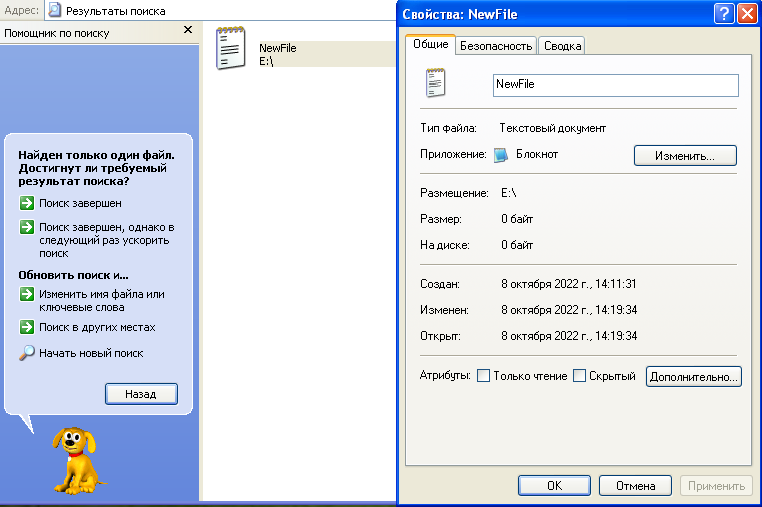 Адрес: Результаты поиска
Помощник по поиску
NewFile
E:\
Найден только один файл.
Достигнут ли требуемый
результат поиска?
Поиск завершен
Поиск завершен, однако в
следующий раз ускорить
поиск
Обновить поиск и...
Изменить имя файла или
ключевые слова
Поиск в других местах
Начать новый поиск
Назад
Свойства: NewFile
Общие Безопасность Сводка
NewFile
Тип файла: Текстовый документ
Приложение: Блокнот Изменить...
Размещение: E:\
Размер: 0 байт
На диске: 0 байт
Создан: 8 октября 2022 г., 14:11:31
Изменен: 8 октября 2022 г., 14:19:34
Открыт: 8 октября 2022 г., 14:19:34
Атрибуты: Только чтение Скрытый Дополнительно...
OK Отмена Применить